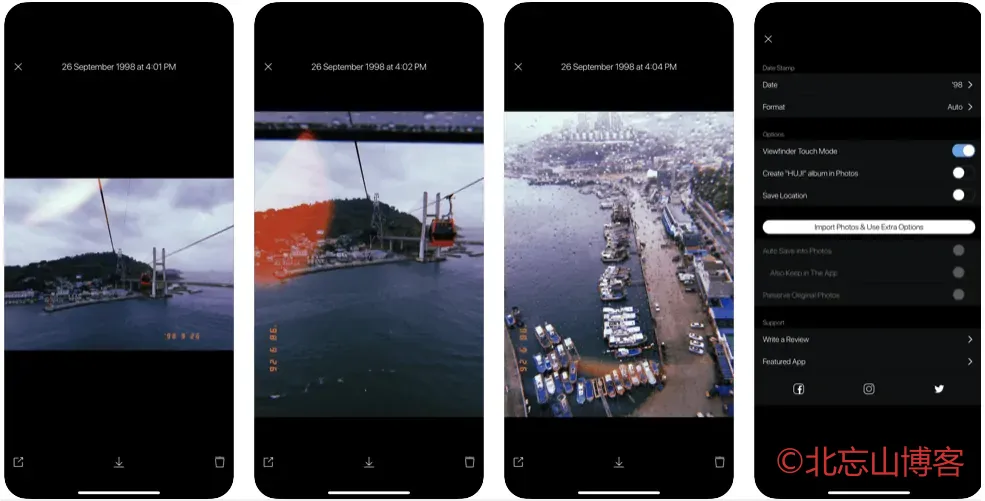 26 September 1998 at 4:01 PM
'98 9 26
26 September 1998 at 4:02 PM
'98 9 26
26 September 1998 at 4:04 PM
'98 9 26
Date Stamp
Date '98
Format Auto
Options
Viewfinder Touch Mode
Create "HUJI" album in Photos
Save Location
Import Photos & Use Extra Options
Auto Save into Photos
Also Keep in The App
Preserve Original Photos
Support
Write a Review
Featured App
©北忘山博客